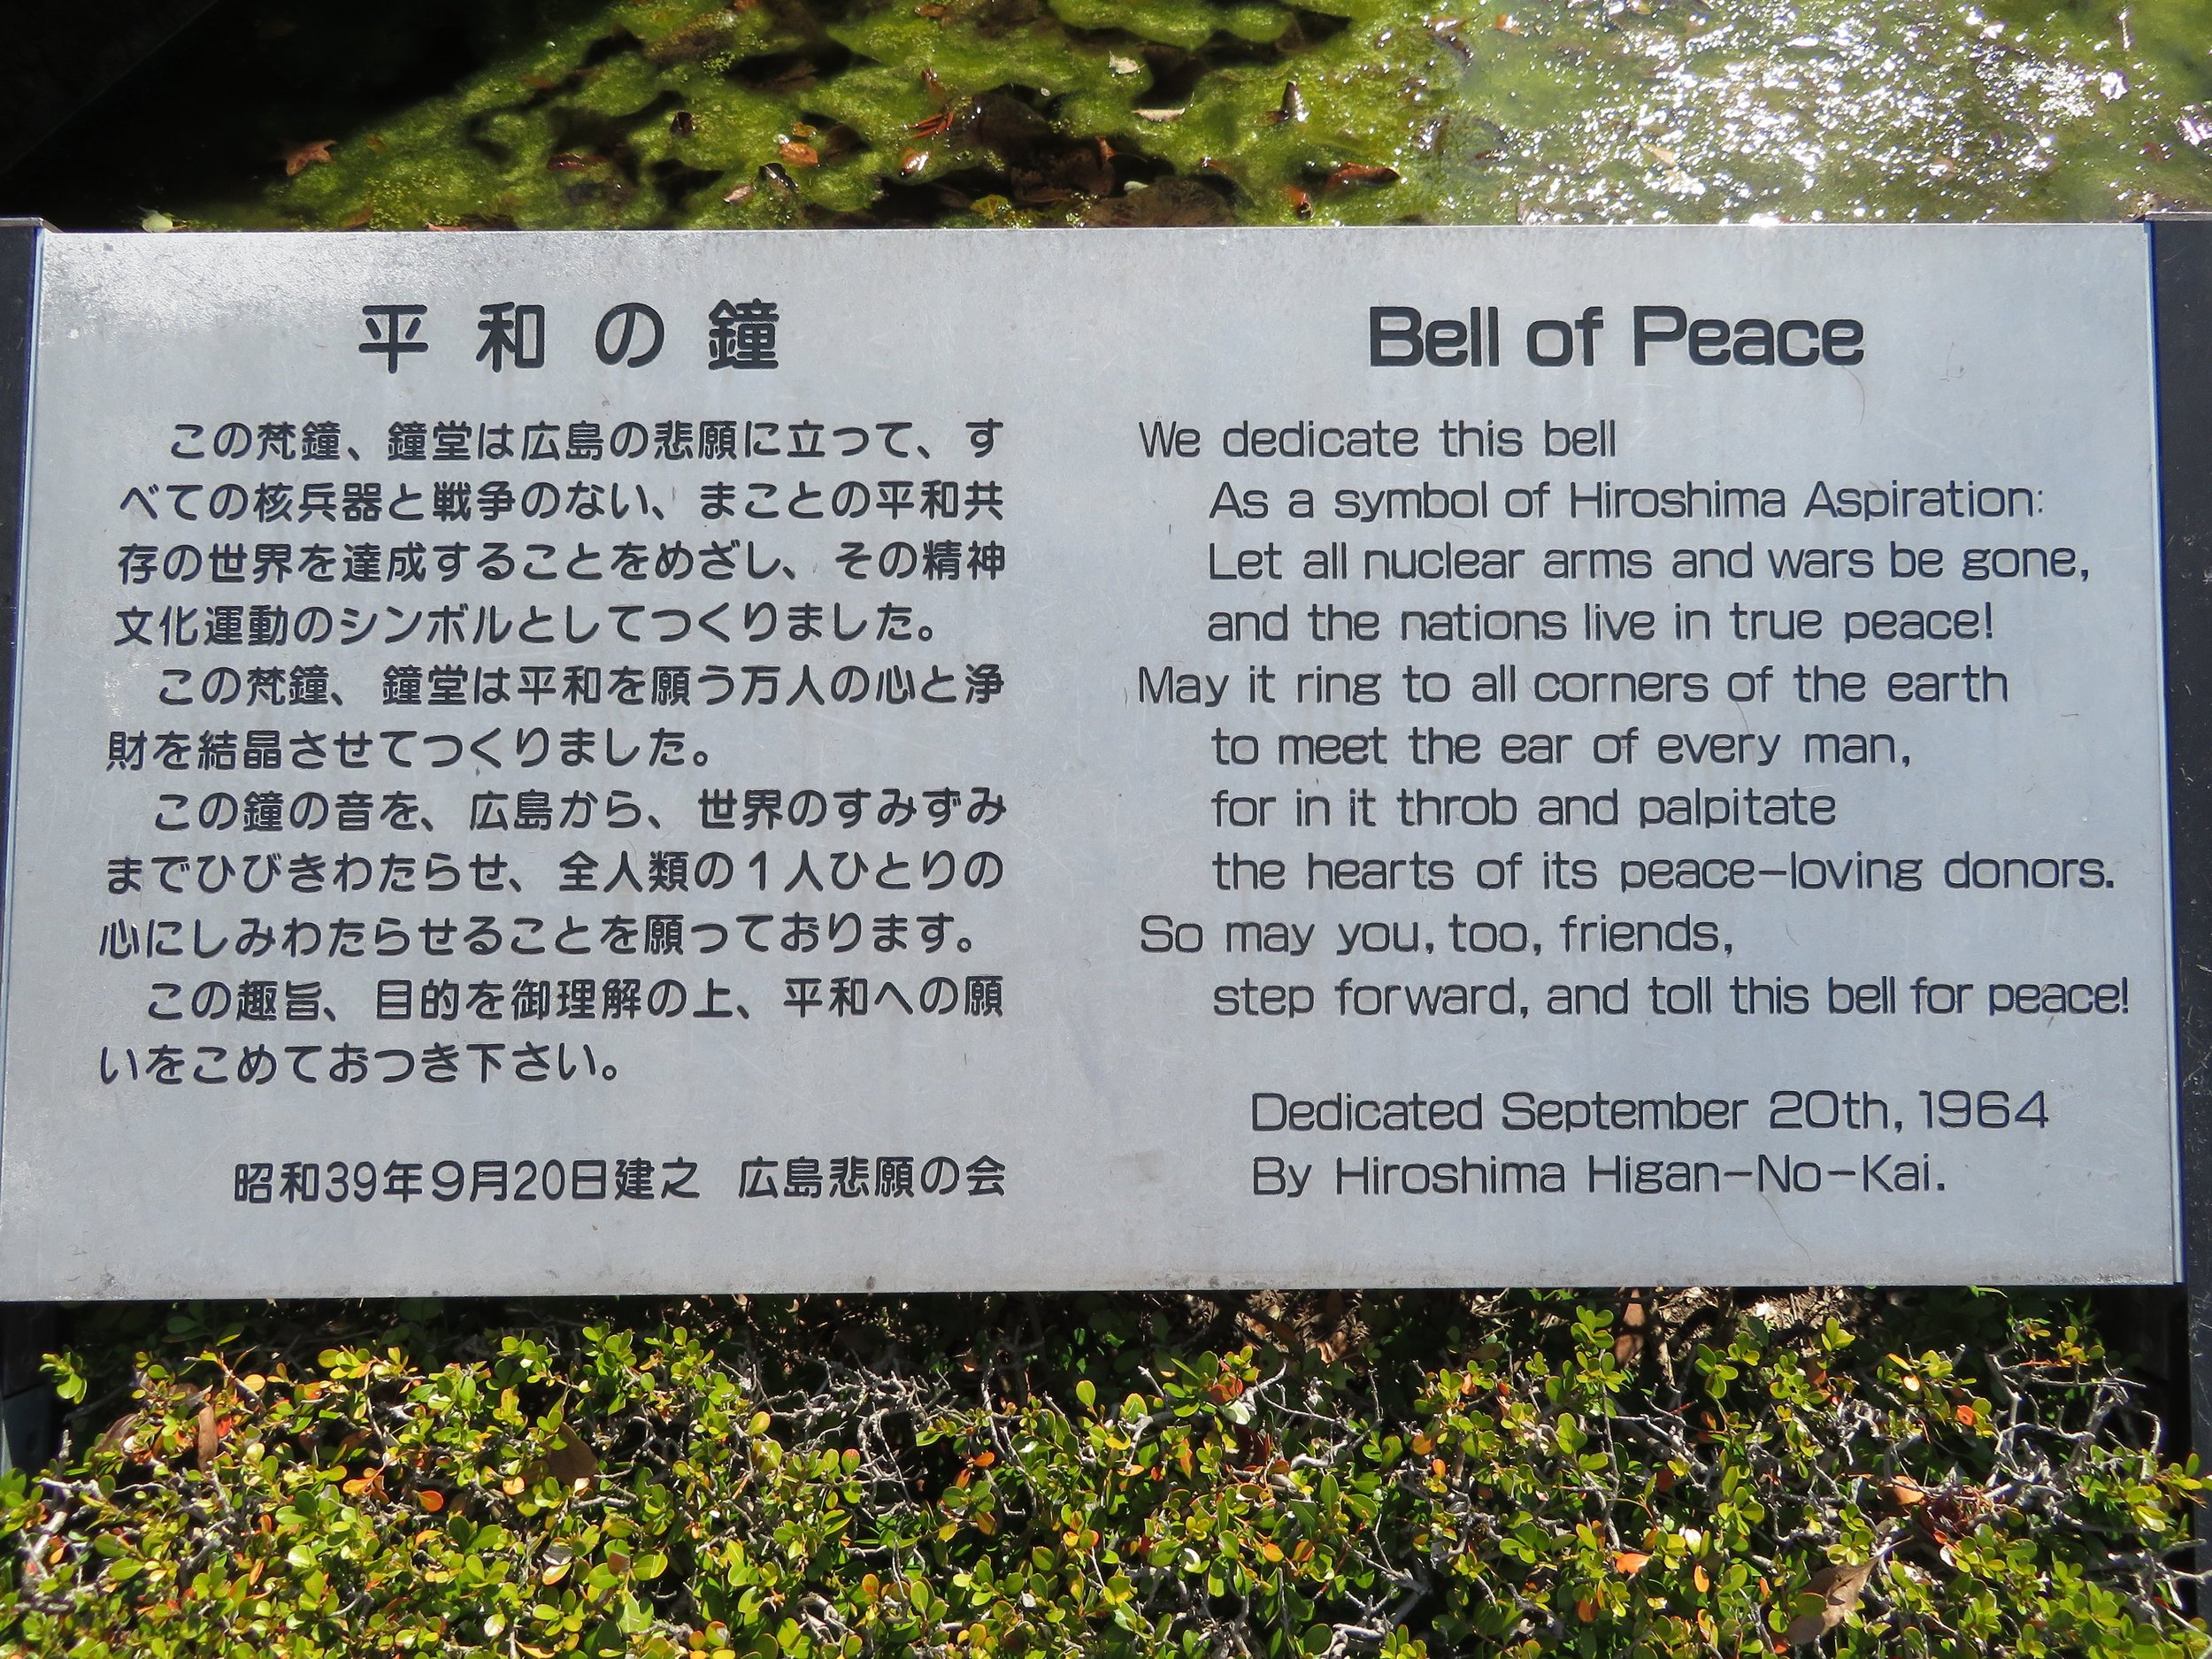 平和の鐘
この梵鐘、鐘堂は広島の悲願に立って、す
べての核兵器と戦争のない、まことの平和共
存の世界を達成することをめざし、その精神
文化運動のシンボルとしてつくりました。
この梵鐘、鐘堂は平和を願う万人の心と浄
財を結晶させてつくりました。
この鐘の音を、広島から、世界のすみずみ
までひびきわたらせ、全人類の1人ひとりの
心にしみわたらせることを願っております。
この趣旨、目的を御理解の上、平和への願
いをこめておつき下さい。
昭和39年9月20日建之 広島悲願の会
Bell of Peace
We dedicate this bell
As a symbol of Hiroshima Aspiration:
Let all nuclear arms and wars be gone,
and the nations live in true peace!
May it ring to all corners of the earth
to meet the ear of every man,
for in it throb and palpitate
the hearts of its peace-loving donors.
So may you, too, friends,
step forward, and toll this bell for peace!
Dedicated September 20th, 1964
By Hiroshima Higan-No-Kai.